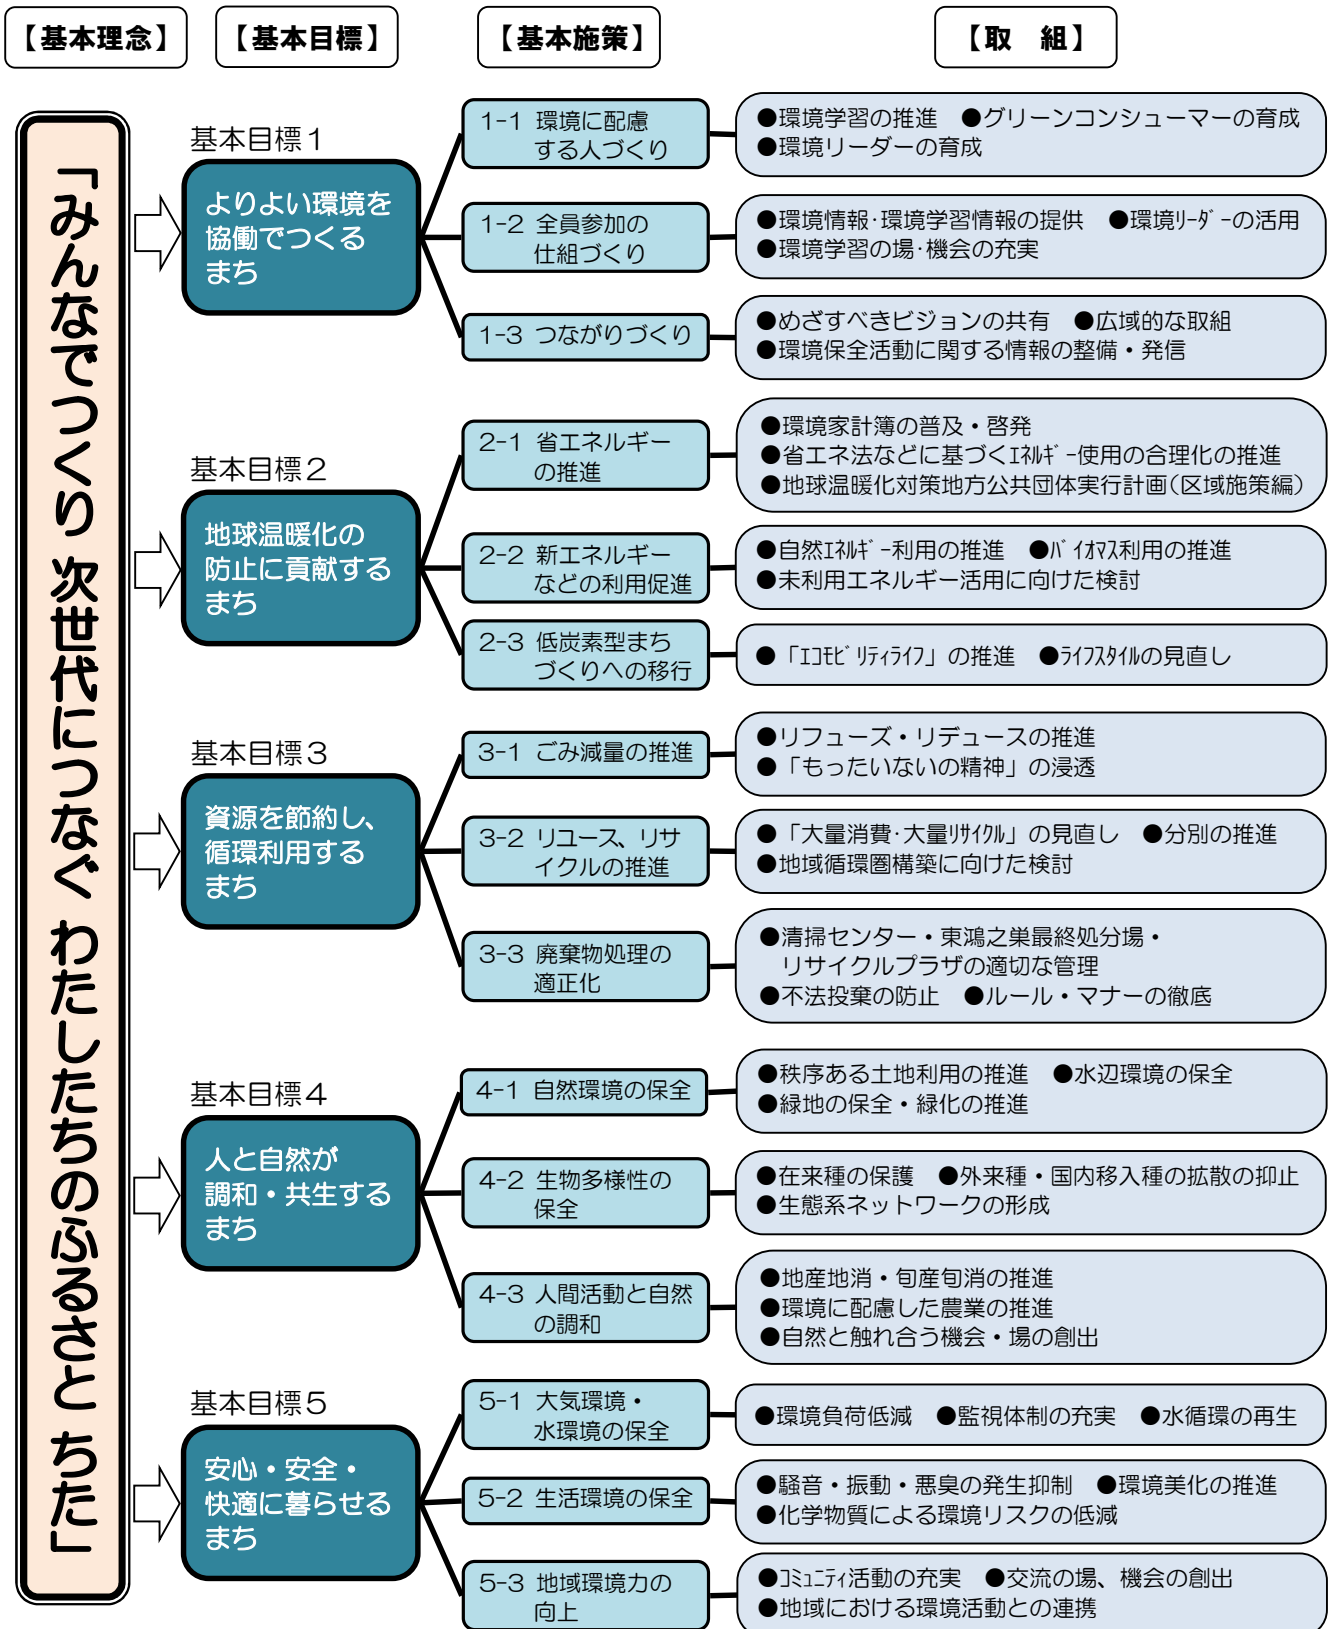 【基本理念】
【基本目標】
【基本施策】
【取　組】
「みんなでつくり 次世代につなぐ わたしたちのふるさと ちた」
基本目標１
よりよい環境を
協働でつくる
まち
1-1 環境に配慮
する人づくり
●環境学習の推進　●グリーンコンシューマーの育成
●環境リーダーの育成
1-2 全員参加の
仕組づくり
●環境情報・環境学習情報の提供　●環境ﾘｰﾀﾞｰの活用
●環境学習の場・機会の充実
1-3 つながりづくり
●めざすべきビジョンの共有　●広域的な取組
●環境保全活動に関する情報の整備・発信
基本目標２
地球温暖化の
防止に貢献する
まち
2-1 省エネルギー
の推進
●環境家計簿の普及・啓発
●省エネ法などに基づくｴﾈﾙｷﾞｰ使用の合理化の推進
●地球温暖化対策地方公共団体実行計画(区域施策編)
2-2 新エネルギー
などの利用促進
●自然ｴﾈﾙｷﾞｰ利用の推進　●ﾊﾞｲｵﾏｽ利用の推進
●未利用エネルギー活用に向けた検討
2-3 低炭素型まち
づくりへの移行
●「ｴｺﾓﾋﾞﾘﾃｨﾗｲﾌ」の推進　●ﾗｲﾌｽﾀｲﾙの見直し
基本目標３
資源を節約し、
循環利用する
まち
3-1 ごみ減量の推進
●リフューズ・リデュースの推進
●「もったいないの精神」の浸透
3-2 リユース、リサ
イクルの推進
●「大量消費・大量ﾘｻｲｸﾙ」の見直し　●分別の推進
●地域循環圏構築に向けた検討
3-3 廃棄物処理の
適正化
●清掃センター・東鴻之巣最終処分場・
リサイクルプラザの適切な管理
●不法投棄の防止　●ルール・マナーの徹底
基本目標４
人と自然が
調和・共生する
まち
4-1 自然環境の保全
●秩序ある土地利用の推進　●水辺環境の保全
●緑地の保全・緑化の推進
4-2 生物多様性の
保全
●在来種の保護　●外来種・国内移入種の拡散の抑止
●生態系ネットワークの形成
4-3 人間活動と自然
の調和
●地産地消・旬産旬消の推進
●環境に配慮した農業の推進
●自然と触れ合う機会・場の創出
基本目標５
安心・安全・
快適に暮らせる
まち
5-1 大気環境・
水環境の保全
●環境負荷低減　●監視体制の充実　●水循環の再生
5-2 生活環境の保全
●騒音・振動・悪臭の発生抑制　●環境美化の推進
●化学物質による環境リスクの低減
5-3 地域環境力の
向上
●ｺﾐｭﾆﾃｨ活動の充実　●交流の場、機会の創出
●地域における環境活動との連携